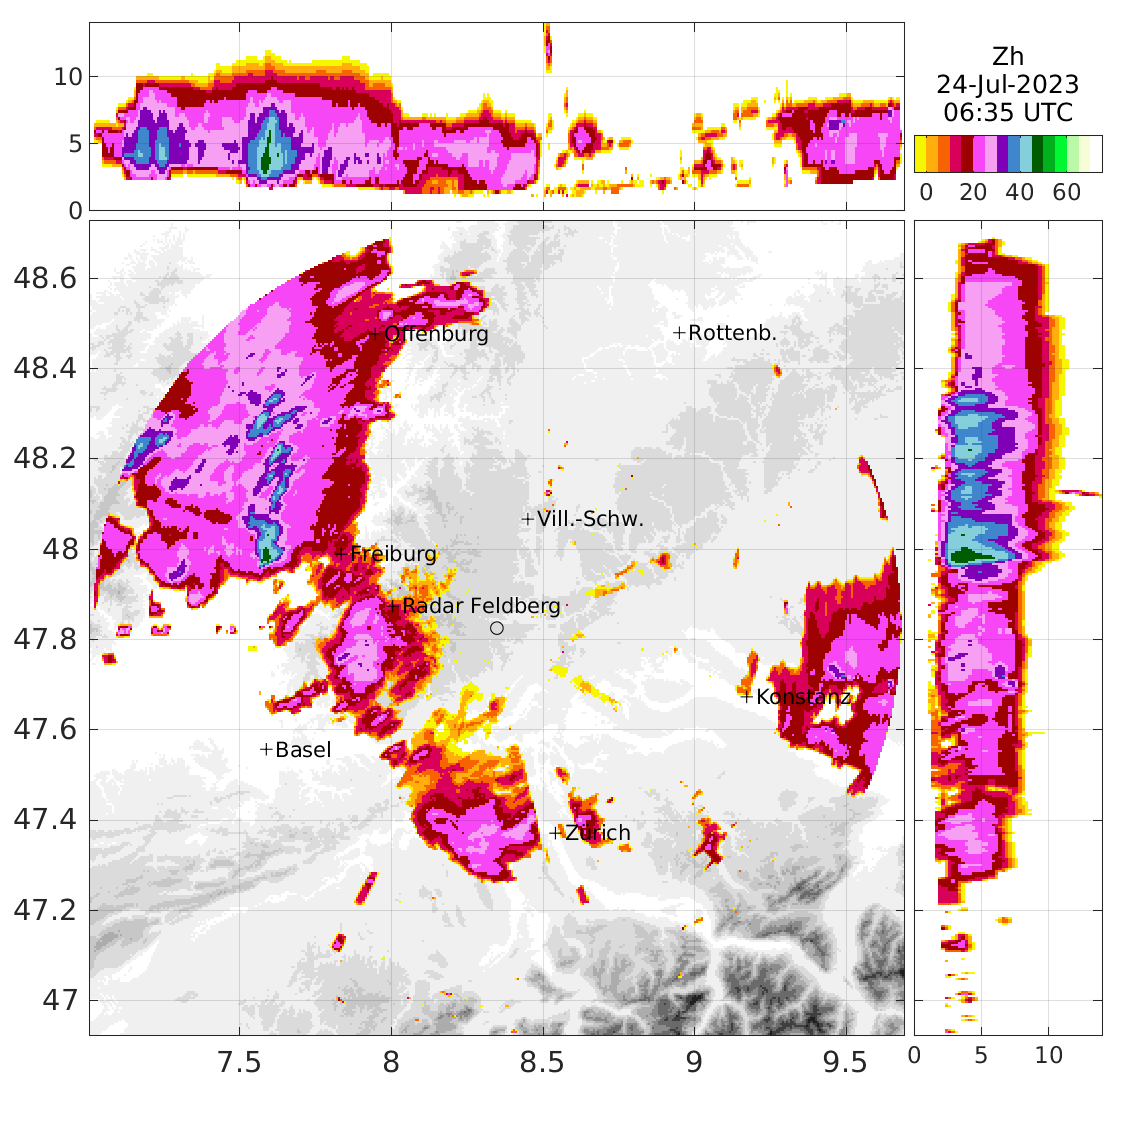 Zh
24-Jul-2023
06:35 UTC
10
5
0
0 20 40 60
48.6
48.4
48.2
48
47.8
47.6
47.4
47.2
47
Offenburg
Rottenb.
Vill.-Schw.
Freiburg
Radar Feldberg
Konstanz
Basel
Zürich
7.5 8 8.5 9 9.5
0 5 10